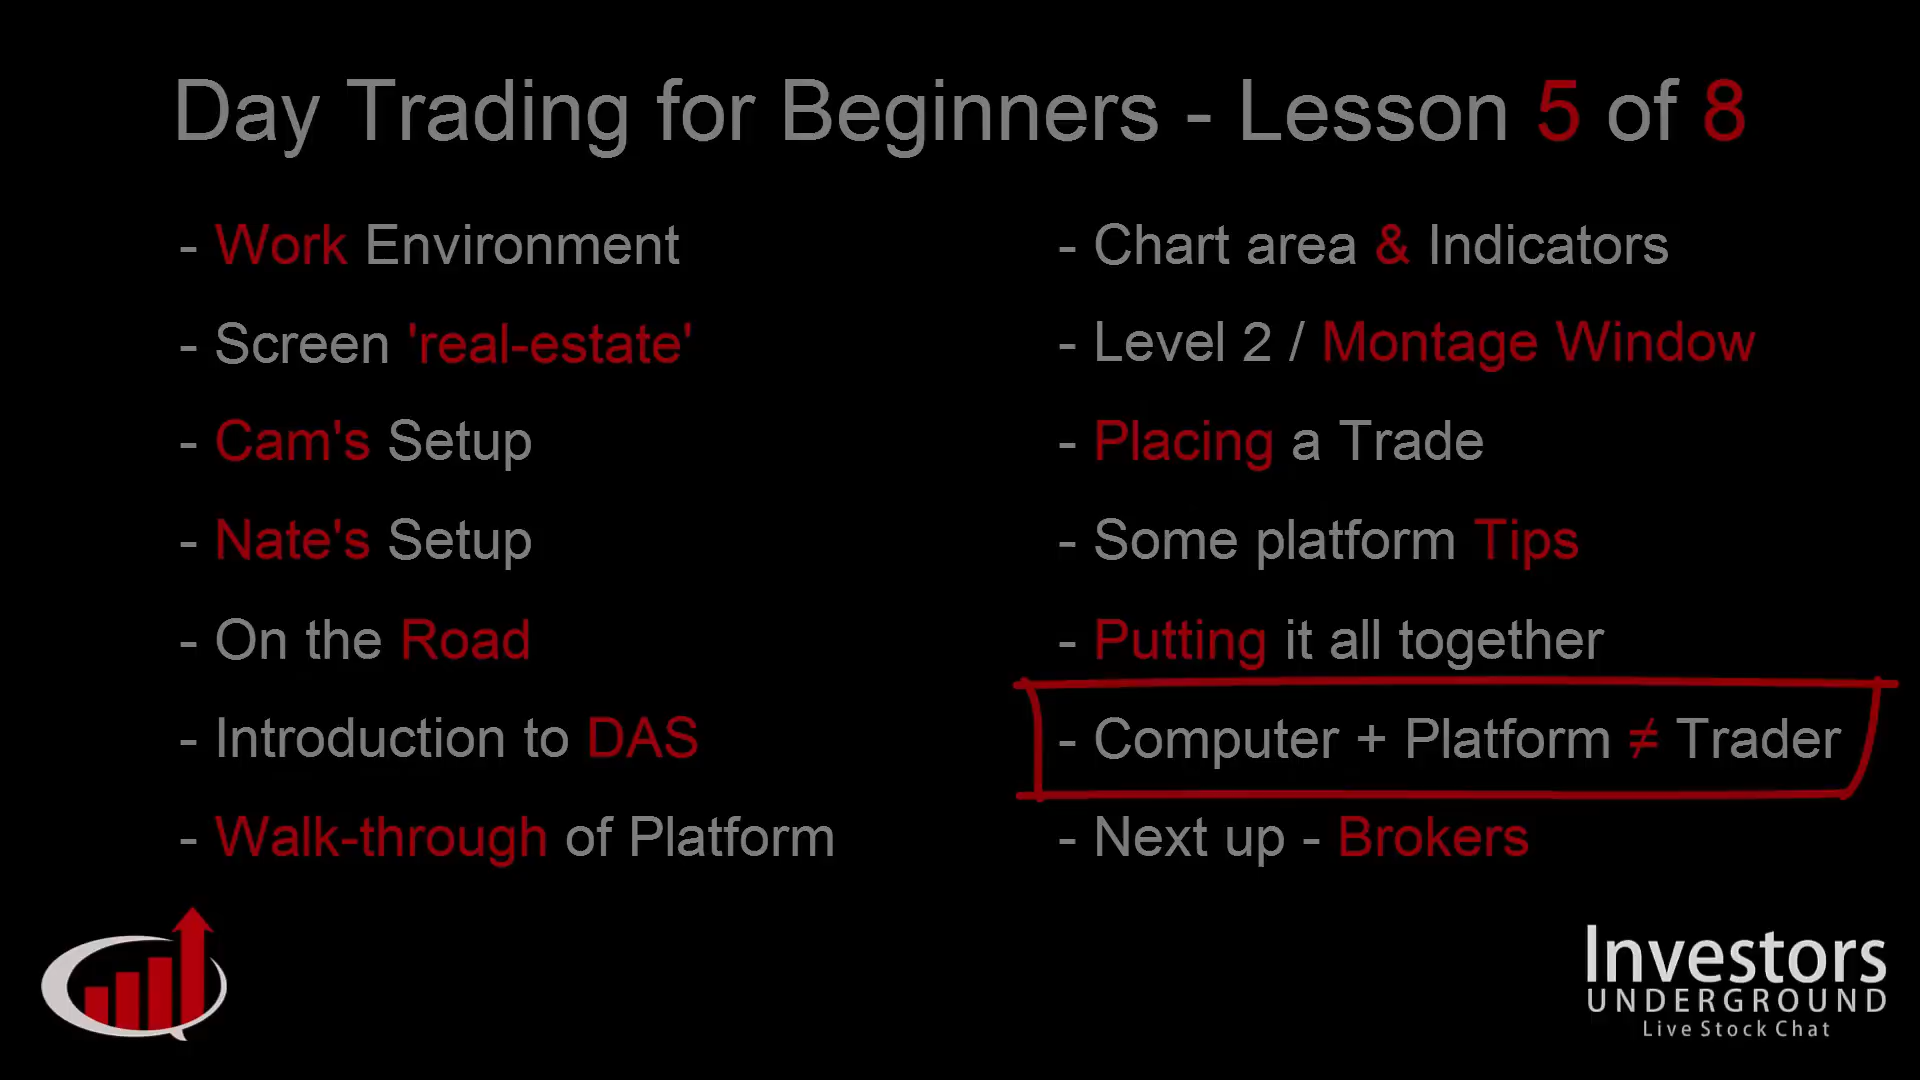 Day Trading for Beginners - Lesson 5 of 8
- Work Environment
- Screen 'real-estate'
- Cam's Setup
- Nate's Setup
- On the Road
- Introduction to DAS
- Walk-through of Platform
- Chart area & Indicators
- Level 2 / Montage Window
- Placing a Trade
- Some platform Tips
- Putting it all together
- Computer + Platform ≠ Trader
- Next up - Brokers
Investors
UNDERGROUND
Live Stock Chat